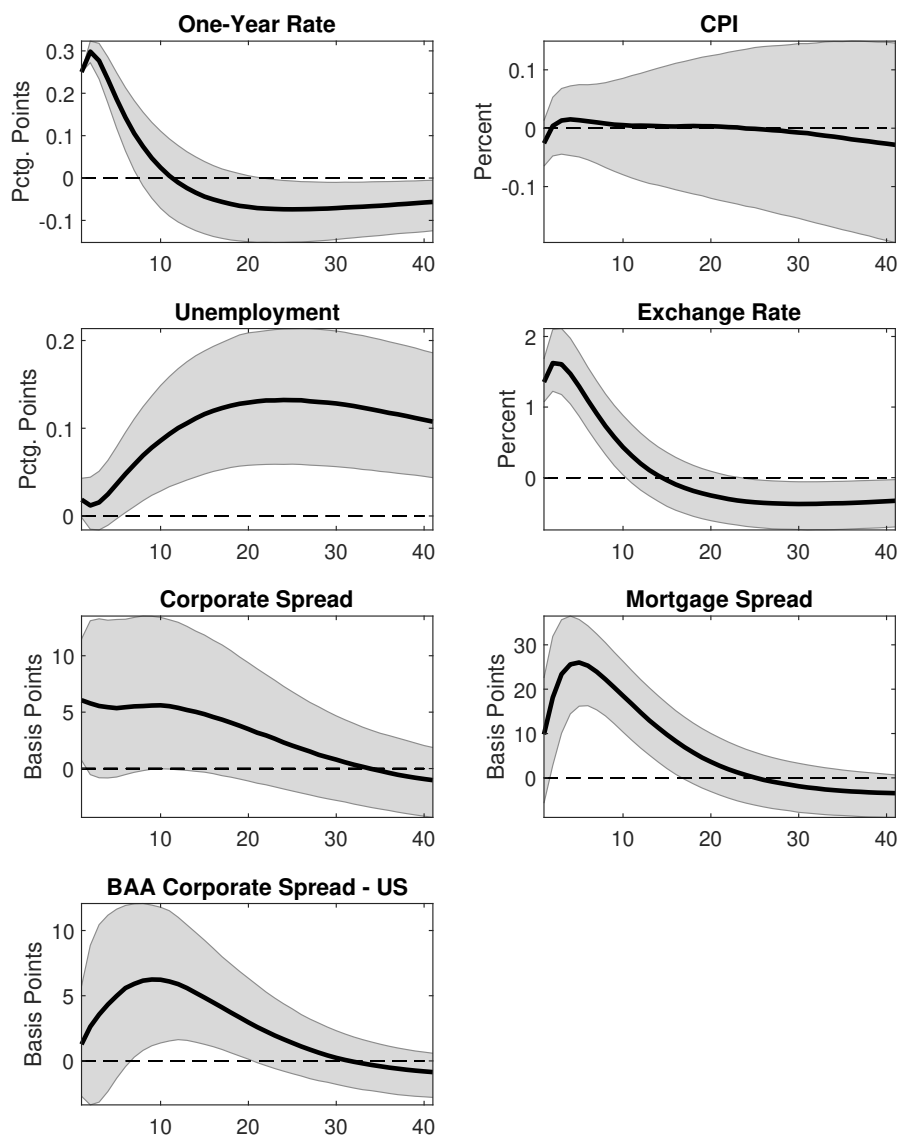 One-Year Rate
Pctg. Points
0.3
0.2
0.1
0
-0.1
10 20 30 40
CPI
Percent
0.1
0
-0.1
10 20 30 40
Unemployment
Pctg. Points
0.2
0.1
0
10 20 30 40
Exchange Rate
Percent
2
1
0
10 20 30 40
Corporate Spread
Basis Points
10
5
0
10 20 30 40
Mortgage Spread
Basis Points
30
20
10
0
10 20 30 40
BAA Corporate Spread - US
Basis Points
10
5
0
10 20 30 40